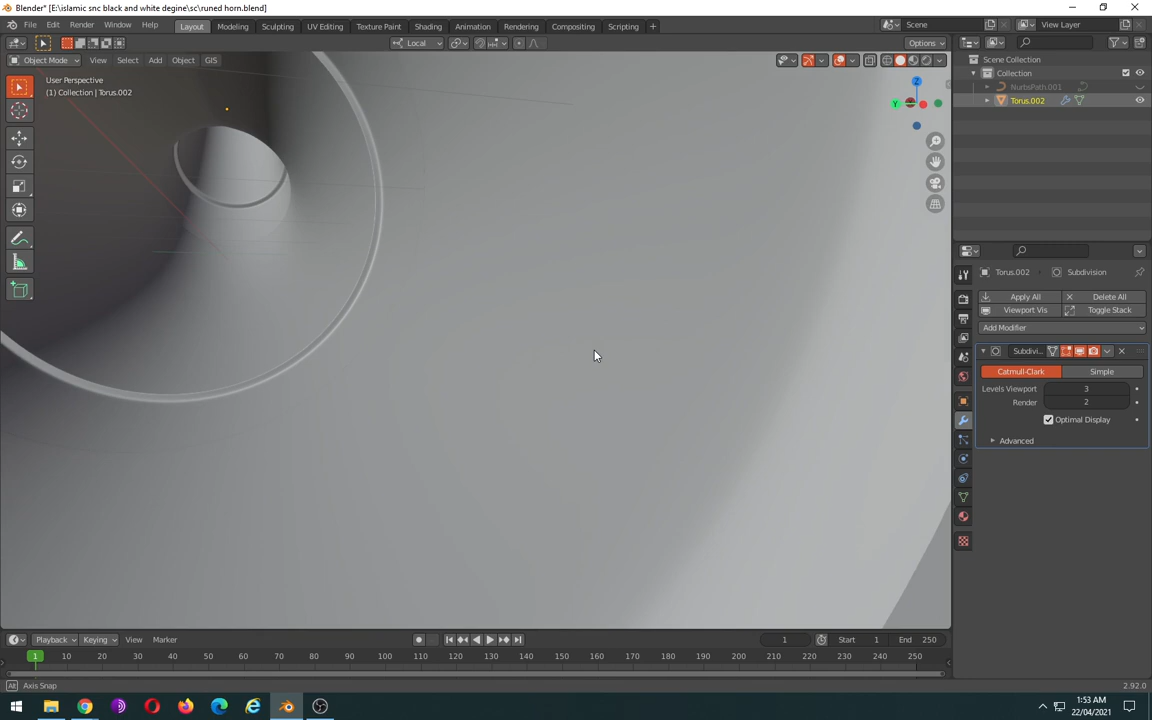 Blender* [E:\islamic snc black and white degine\sc\runed horn.blend]
File Edit Render Window Help Layout Modeling Sculpting UV Editing Texture Paint Shading Animation Rendering Compositing Scripting + Scene View Layer
Local Options
Object Mode View Select Add Object GIS
User Perspective
(1) Collection | Torus.002
Scene Collection
Collection
NurbsPath.001
Torus.002
Z
Y
Torus.002 Subdivision
Apply All Delete All
Viewport Vis Toggle Stack
Add Modifier
Subdivi...
Catmull-Clark Simple
Levels Viewport 3
Render 2
Optimal Display
Advanced
Playback Keying View Marker 1 Start 1 End 250
1 10 20 30 40 50 60 70 80 90 100 110 120 130 140 150 160 170 180 190 200 210 220 230 240 250
Alt Axis Snap 2.92.0
1:53 AM
22/04/2021